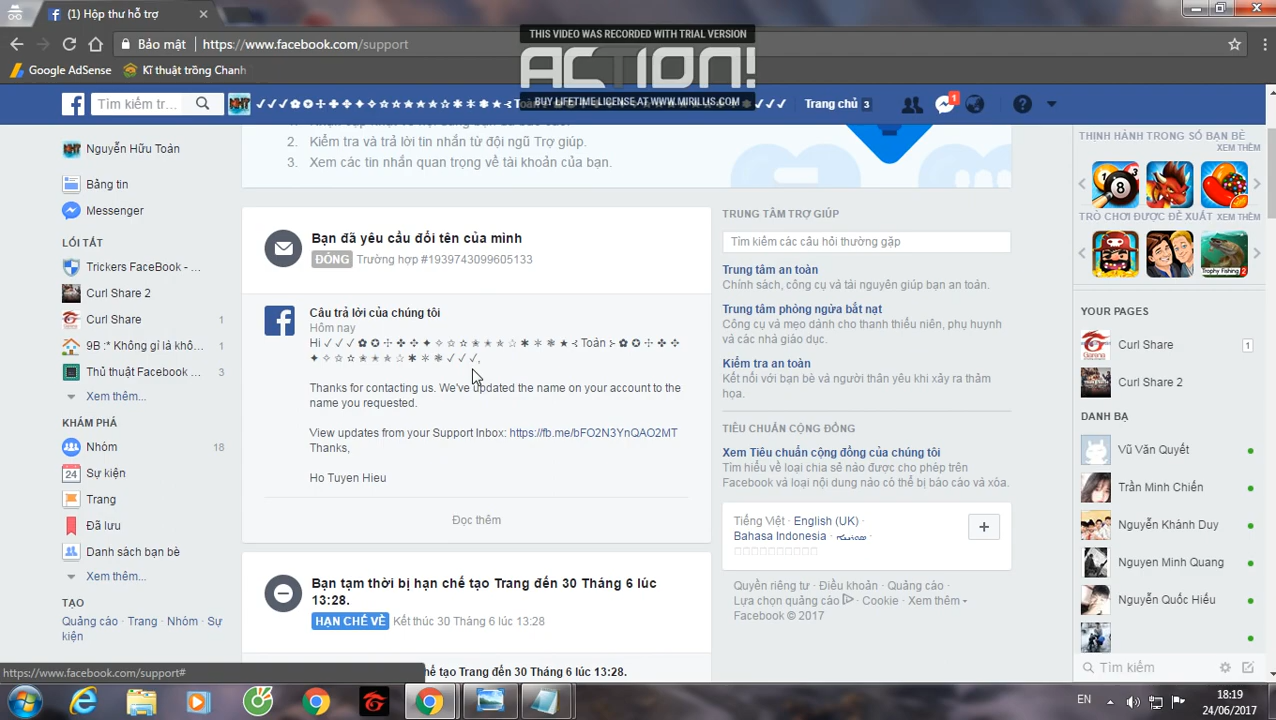 (1) Hộp thư hỗ trợ
THIS VIDEO WAS RECORDED WITH TRIAL VERSION
ACTION!
BUY LIFETIME LICENSE AT WWW.MIRILLIS.COM
Bảo mật
https://www.facebook.com/support
Google AdSense
Kĩ thuật trồng Chanh
Tìm kiếm tr...
Trang chủ 3
1
2. Kiểm tra và trả lời tin nhắn từ đội ngũ Trợ giúp.
3. Xem các tin nhắn quan trọng về tài khoản của bạn.
Nguyễn Hữu Toàn
Bảng tin
Messenger
LỐI TẮT
Trickers FaceBook - ...
Curl Share 2
Curl Share 1
9B :* Không gì là khô...
1
Thủ thuật Facebook ...
3
Xem thêm...
KHÁM PHÁ
Nhóm 18
24 Sự kiện
Trang
Đã lưu
Danh sách bạn bè
Xem thêm...
TẠO
Quảng cáo · Trang · Nhóm · Sự
kiện
https://www.facebook.com/support#
Bạn đã yêu cầu đổi tên của mình
ĐÓNG Trường hợp #1939743099605133
Câu trả lời của chúng tôi
Hôm nay
Hi ✓ ✓ ✓ ✿ ✪ ✢ ✤ ✣ ✦ ✧ ✩ ✫ ✬ ✭ ✮ ✩ ✱ ✻ ❃ ★ ⊰ Toàn ⊱ ✿ ✪ ✢ ✤ ✣
✦ ✧ ✩ ✫ ✬ ✭ ✮ ✩ ✱ ✻ ❃ ✓ ✓ ✓,
Thanks for contacting us. We've updated the name on your account to the
name you requested.
View updates from your Support Inbox: https://fb.me/bFO2N3YnQAO2MT
Thanks,
Ho Tuyen Hieu
Đọc thêm
Bạn tạm thời bị hạn chế tạo Trang đến 30 Tháng 6 lúc
13:28.
HẠN CHẾ VỀ Kết thúc 30 Tháng 6 lúc 13:28
chế tạo Trang đến 30 Tháng 6 lúc 13:28.
TRUNG TÂM TRỢ GIÚP
Tìm kiếm các câu hỏi thường gặp
Trung tâm an toàn
Chính sách, công cụ và tài nguyên giúp bạn an toàn.
Trung tâm phòng ngừa bắt nạt
Công cụ và mẹo dành cho thanh thiếu niên, phụ huynh
và các nhà giáo dục.
Kiểm tra an toàn
Kết nối với bạn bè và người thân yêu khi xảy ra thảm
họa.
TIÊU CHUẨN CỘNG ĐỒNG
Xem Tiêu chuẩn cộng đồng của chúng tôi
Tìm hiểu về loại chia sẻ nào được cho phép trên
Facebook và loại nội dung nào có thể bị báo cáo và xóa.
Tiếng Việt · English (UK) ·
Bahasa Indonesia ·
Quyền riêng tư · Điều khoản · Quảng cáo ·
Lựa chọn quảng cáo · Cookie · Xem thêm
Facebook © 2017
THỊNH HÀNH TRONG SỐ BẠN BÈ
XEM THÊM
TRÒ CHƠI ĐƯỢC ĐỀ XUẤT XEM THÊM
YOUR PAGES
Curl Share 1
Curl Share 2
DANH BẠ
Vũ Văn Quyết
Trần Minh Chiến
Nguyễn Khánh Duy
Nguyen Minh Quang
Nguyễn Quốc Hiếu
Tìm kiếm
EN
18:19
24/06/2017